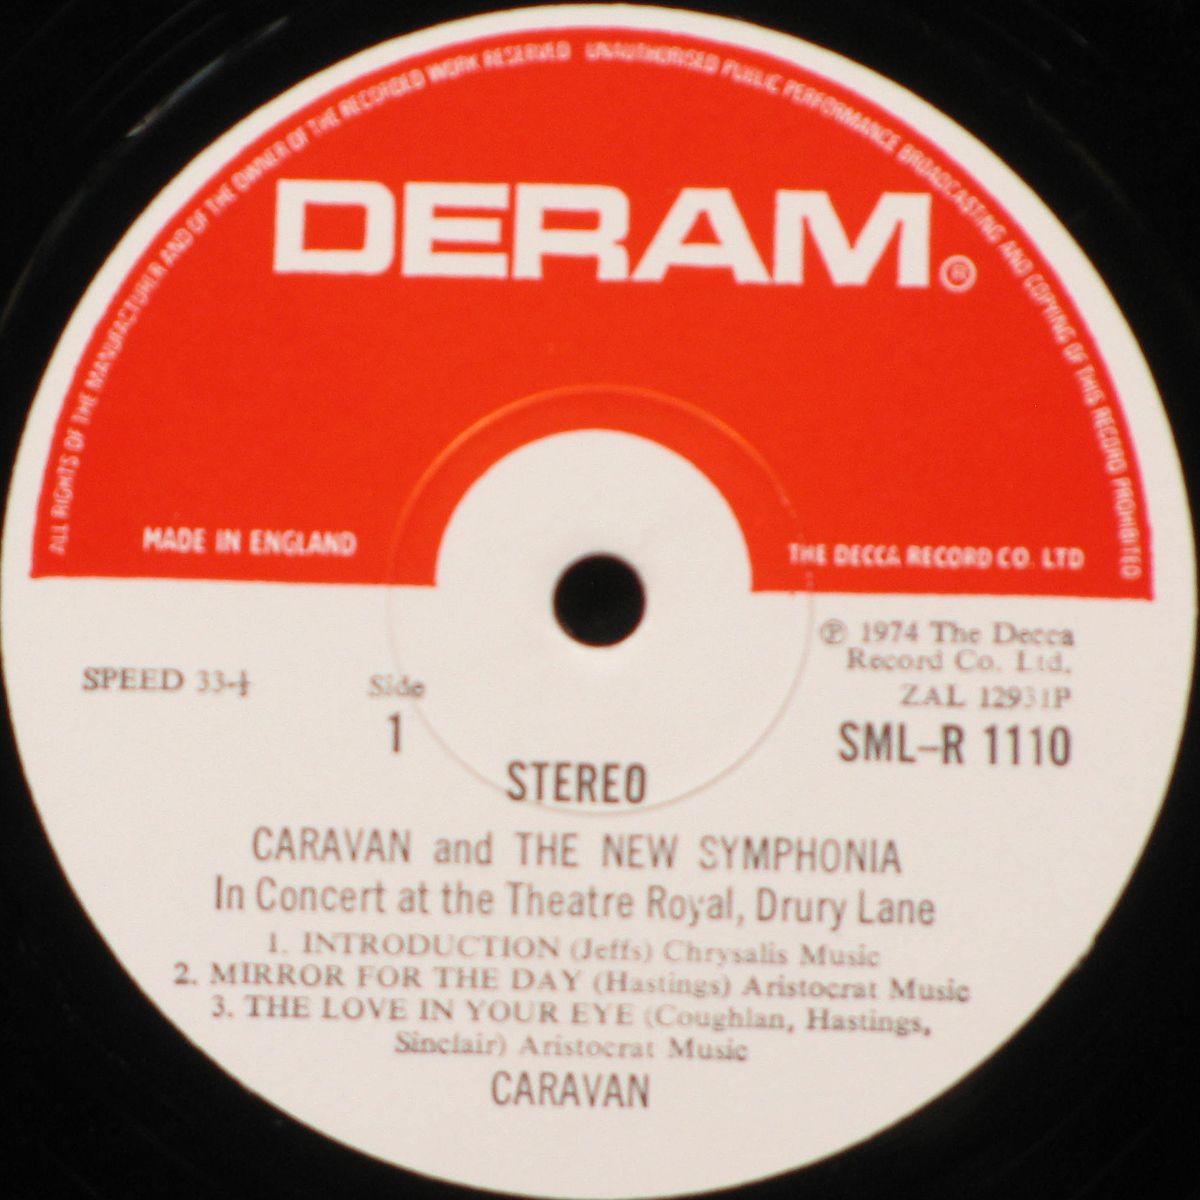 ALL RIGHTS OF THE MANUFACTURER AND OF THE OWNER OF THE RECORDED WORK RESERVED UNAUTHORISED PUBLIC PERFORMANCE BROADCASTING AND COPYING OF THIS RECORD PROHIBITED
DERAM®
MADE IN ENGLAND
THE DECCA RECORD CO. LTD
℗ 1974 The Decca
Record Co. Ltd.
ZAL 12931P
SML-R 1110
SPEED 33⅓
Side
1
STEREO
CARAVAN and THE NEW SYMPHONIA
In Concert at the Theatre Royal, Drury Lane
1. INTRODUCTION (Jeffs) Chrysalis Music
2. MIRROR FOR THE DAY (Hastings) Aristocrat Music
3. THE LOVE IN YOUR EYE (Coughlan, Hastings,
Sinclair) Aristocrat Music
CARAVAN